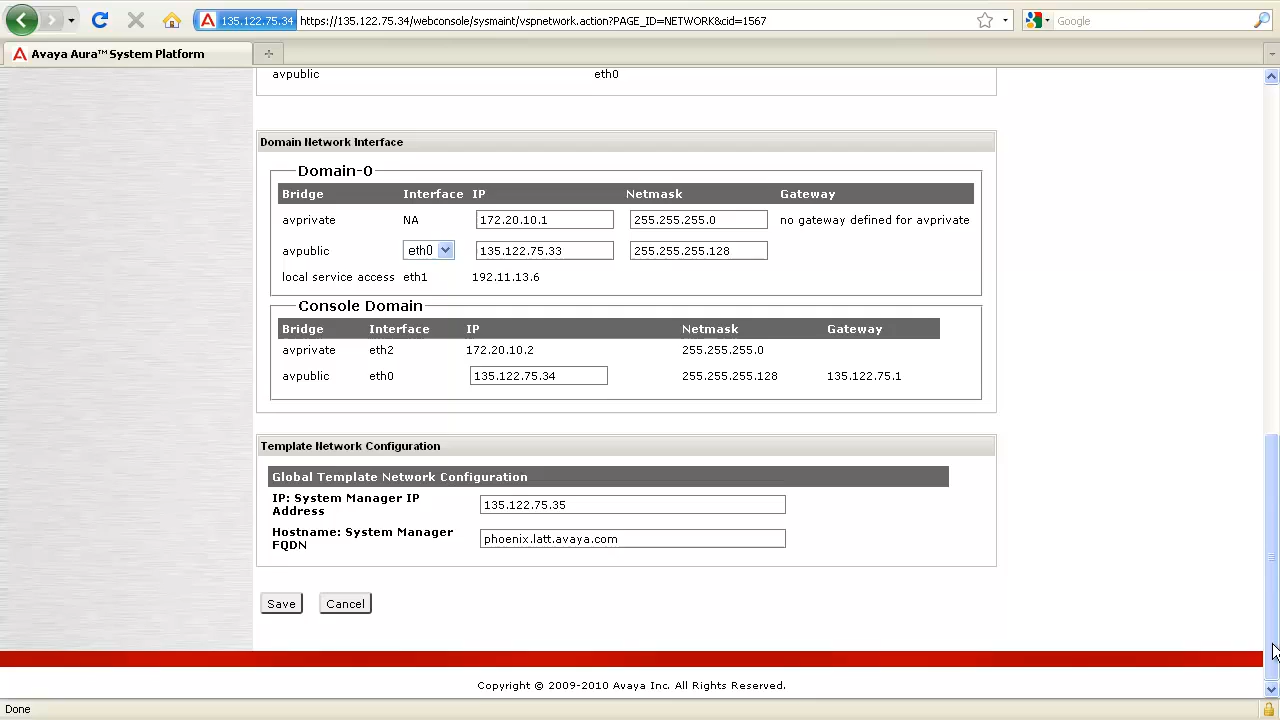 135.122.75.34 https://135.122.75.34/webconsole/sysmaint/vspnetwork.action?PAGE_ID=NETWORK&cid=1567
Google
Avaya Aura™ System Platform
avpublic eth0
Domain Network Interface
Domain-0
Bridge Interface IP Netmask Gateway
avprivate NA 172.20.10.1 255.255.255.0 no gateway defined for avprivate
avpublic eth0 135.122.75.33 255.255.255.128
local service access eth1 192.11.13.6
Console Domain
Bridge Interface IP Netmask Gateway
avprivate eth2 172.20.10.2 255.255.255.0
avpublic eth0 135.122.75.34 255.255.255.128 135.122.75.1
Template Network Configuration
Global Template Network Configuration
IP: System Manager IP
Address
135.122.75.35
Hostname: System Manager
FQDN
phoenix.latt.avaya.com
Save Cancel
Copyright © 2009-2010 Avaya Inc. All Rights Reserved.
Done